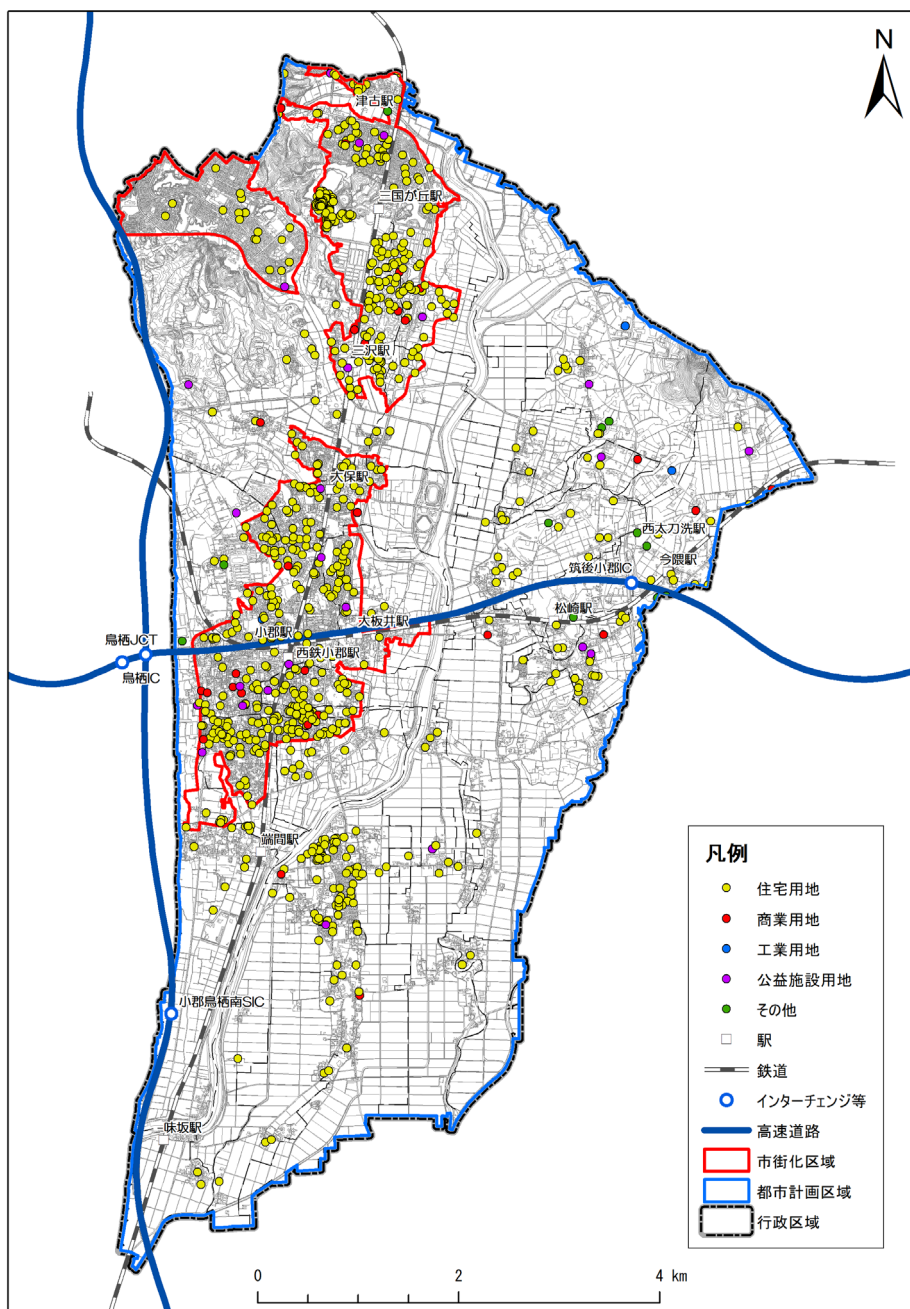 N
津古駅
三国が丘駅
三沢駅
大保駅
西太刀洗駅
今隈駅
筑後小郡IC
松崎駅
大板井駅
小郡駅
鳥栖JCT
西鉄小郡駅
鳥栖IC
端間駅
小郡鳥栖南SIC
味坂駅
凡例
住宅用地
商業用地
工業用地
公益施設用地
その他
駅
鉄道
インターチェンジ等
高速道路
市街化区域
都市計画区域
行政区域
0 2 4 km